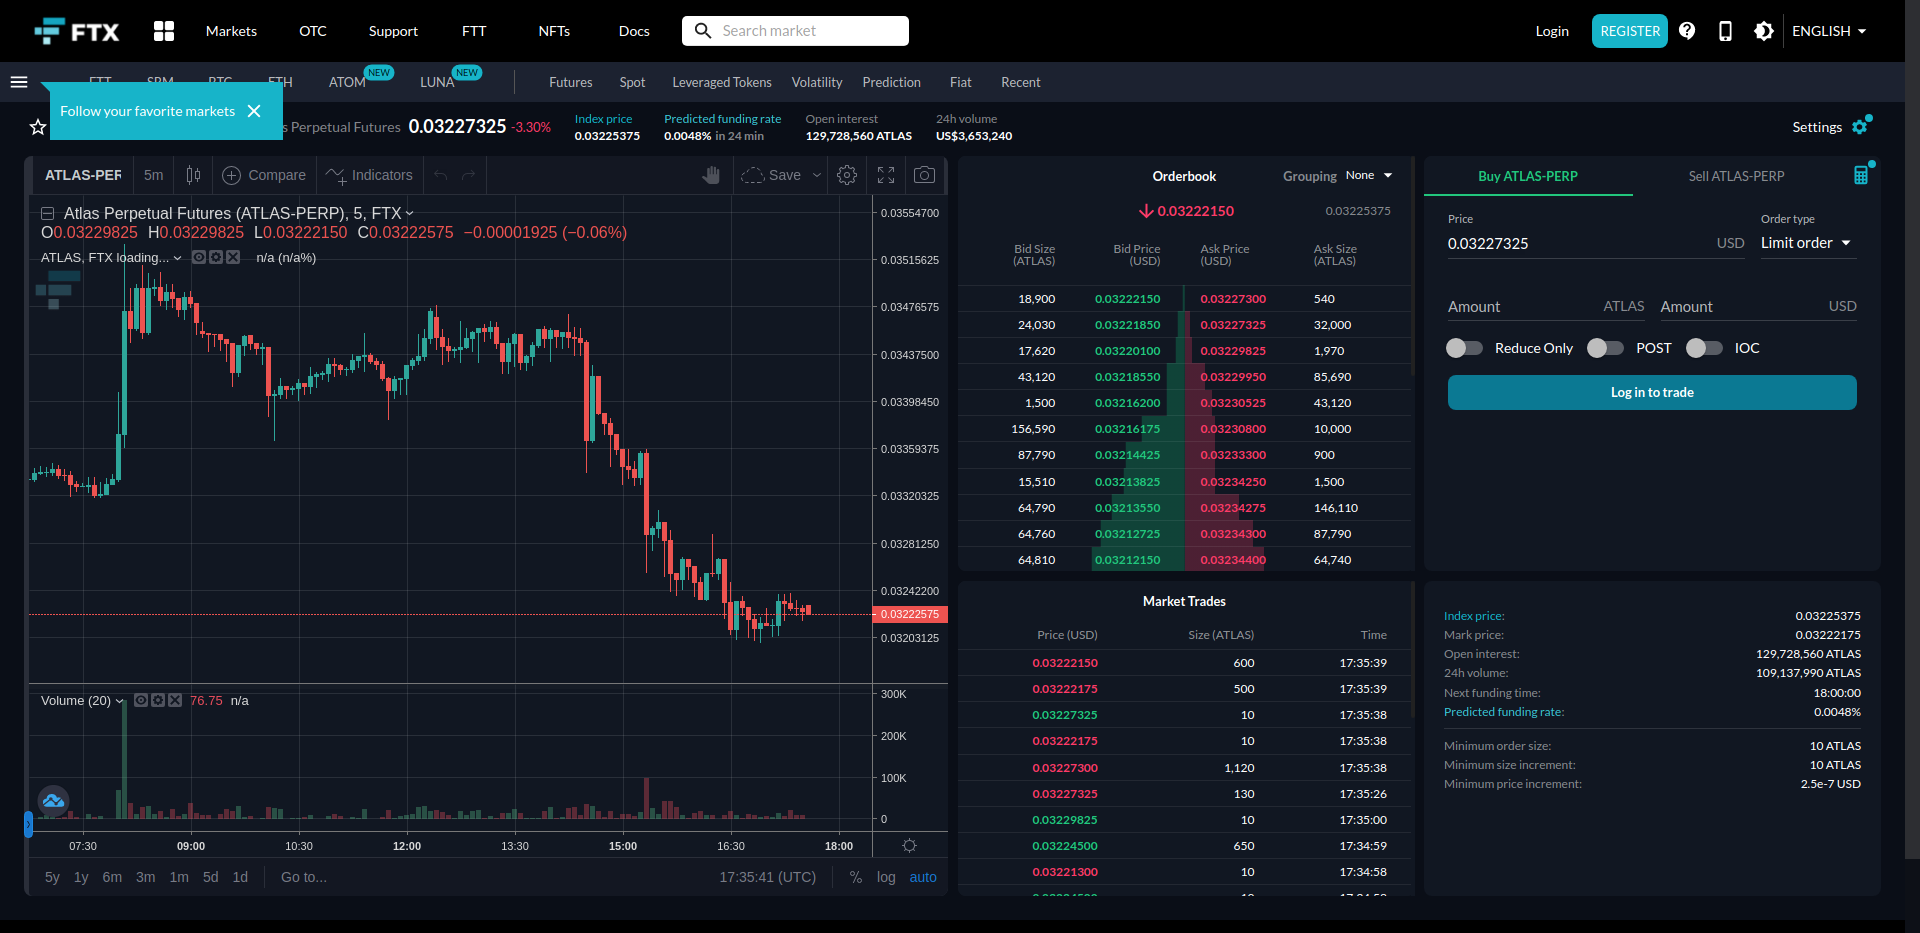 FTX
Markets
OTC
Support
FTT
NFTs
Docs
Search market
Login
REGISTER
ENGLISH
ATOM NEW
LUNA NEW
Futures
Spot
Leveraged Tokens
Volatility
Prediction
Fiat
Recent
Follow your favorite markets
s Perpetual Futures
0.03227325 -3.30%
Index price
0.03225375
Predicted funding rate
0.0048% in 24 min
Open interest
129,728,560 ATLAS
24h volume
US$3,653,240
Settings
ATLAS-PER
5m
Compare
Indicators
Save
Atlas Perpetual Futures (ATLAS-PERP), 5, FTX
O0.03229825 H0.03229825 L0.03222150 C0.03222575 −0.00001925 (−0.06%)
ATLAS, FTX loading...
n/a (n/a%)
0.03554700
0.03515625
0.03476575
0.03437500
0.03398450
0.03359375
0.03320325
0.03281250
0.03242200
0.03222575
0.03203125
Volume (20)
76.75 n/a
300K
200K
100K
0
07:30 09:00 10:30 12:00 13:30 15:00 16:30 18:00
5y 1y 6m 3m 1m 5d 1d
Go to...
17:35:41 (UTC)
%
log
auto
Orderbook
Grouping None
0.03222150
0.03225375
Bid Size (ATLAS) Bid Price (USD) Ask Price (USD) Ask Size (ATLAS)
18,900 0.03222150 0.03227300 540
24,030 0.03221850 0.03227325 32,000
17,620 0.03220100 0.03229825 1,970
43,120 0.03218550 0.03229950 85,690
1,500 0.03216200 0.03230525 43,120
156,590 0.03216175 0.03230800 10,000
87,790 0.03214425 0.03233300 900
15,510 0.03213825 0.03234250 1,500
64,790 0.03213550 0.03234275 146,110
64,760 0.03212725 0.03234300 87,790
64,810 0.03212150 0.03234400 64,740
Market Trades
Price (USD) Size (ATLAS) Time
0.03222150 600 17:35:39
0.03222175 500 17:35:39
0.03227325 10 17:35:38
0.03222175 10 17:35:38
0.03227300 1,120 17:35:38
0.03227325 130 17:35:26
0.03229825 10 17:35:00
0.03224500 650 17:34:59
0.03221300 10 17:34:58
Buy ATLAS-PERP
Sell ATLAS-PERP
Price
0.03227325 USD
Order type
Limit order
Amount ATLAS
Amount USD
Reduce Only
POST
IOC
Log in to trade
Index price: 0.03225375
Mark price: 0.03222175
Open interest: 129,728,560 ATLAS
24h volume: 109,137,990 ATLAS
Next funding time: 18:00:00
Predicted funding rate: 0.0048%
Minimum order size: 10 ATLAS
Minimum size increment: 10 ATLAS
Minimum price increment: 2.5e-7 USD